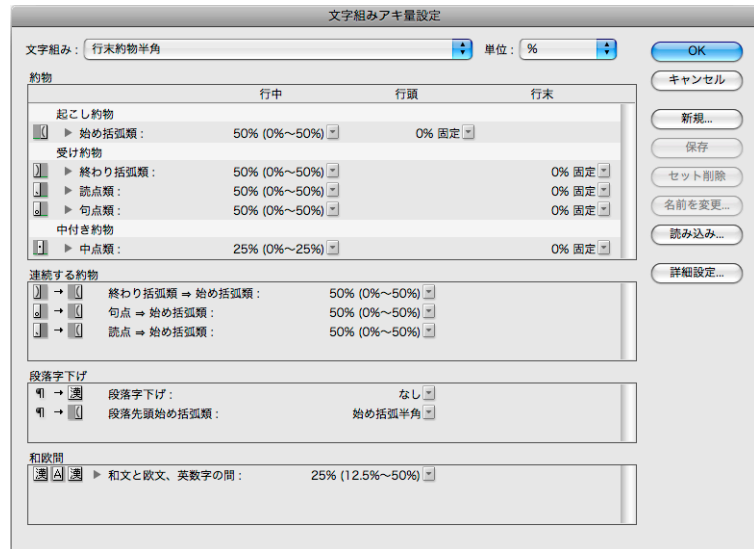 文字組みアキ量設定
文字組み : 行末約物半角 単位 : %
OK
キャンセル
新規...
保存
セット削除
名前を変更...
読み込み...
詳細設定...
約物
行中 行頭 行末
起こし約物
始め括弧類 : 50% (0%〜50%) 0% 固定
受け約物
終わり括弧類 : 50% (0%〜50%) 0% 固定
読点類 : 50% (0%〜50%) 0% 固定
句点類 : 50% (0%〜50%) 0% 固定
中付き約物
中点類 : 25% (0%〜25%) 0% 固定
連続する約物
終わり括弧類 ⇒ 始め括弧類 : 50% (0%〜50%)
句点 ⇒ 始め括弧類 : 50% (0%〜50%)
読点 ⇒ 始め括弧類 : 50% (0%〜50%)
段落字下げ
¶ → 漢 段落字下げ : なし
¶ → 段落先頭始め括弧類 : 始め括弧半角
和欧間
漢 A 漢 和文と欧文、英数字の間 : 25% (12.5%〜50%)